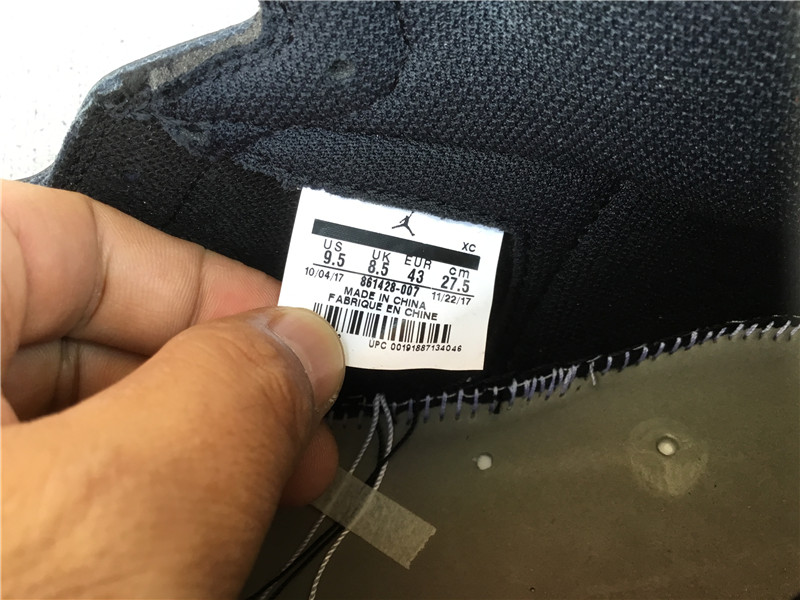 XC
US UK EUR cm
9.5 8.5 43 27.5
10/04/17 861428-007 11/22/17
MADE IN CHINA
FABRIQUE EN CHINE
UPC 00191887134046